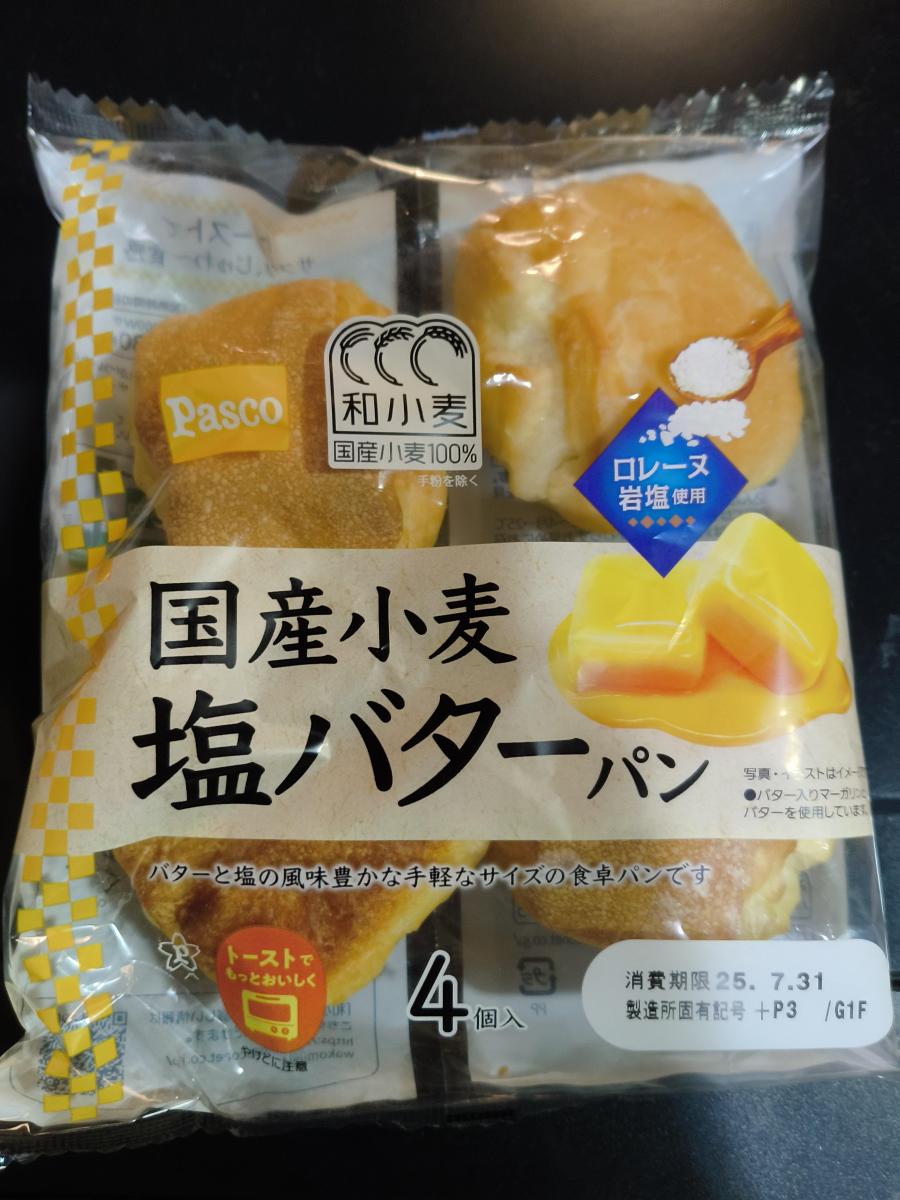 Pasco
和小麦
国産小麦100%
手粉を除く
ロレーヌ
岩塩使用
国産小麦
塩バターパン
写真・イラストはイメージ
●バター入りマーガリンと
バターを使用しています。
バターと塩の風味豊かな手軽なサイズの食卓パンです
トーストで
もっとおいしく
やけどに注意
4個入
消費期限 25. 7.31
製造所固有記号 +P3 /G1F